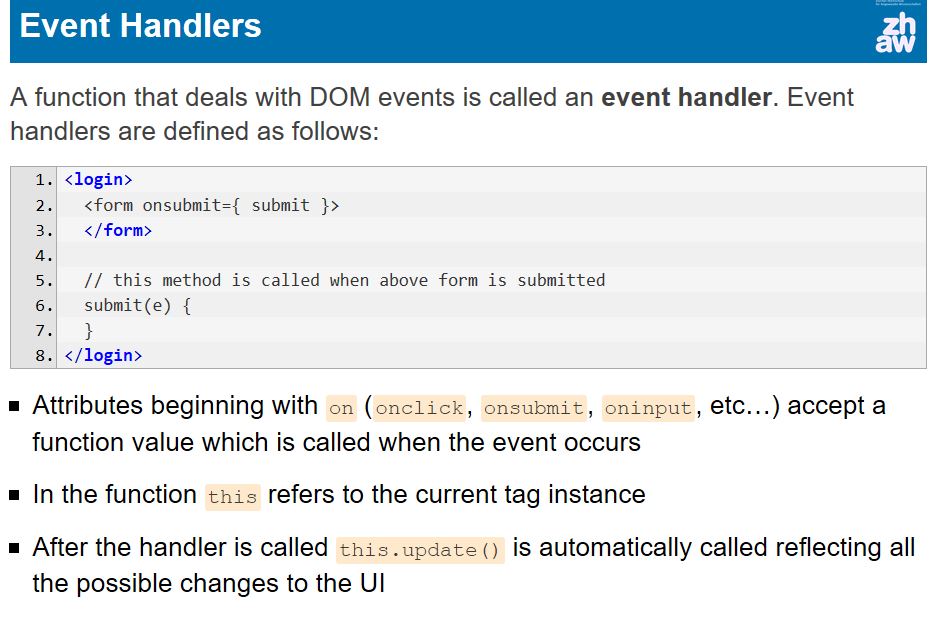 Event Handlers
zh
aw
A function that deals with DOM events is called an event handler. Event
handlers are defined as follows:
1. <login>
2.   <form onsubmit={ submit }>
3.   </form>
4.
5.   // this method is called when above form is submitted
6.   submit(e) {
7.   }
8. </login>
▪ Attributes beginning with on (onclick, onsubmit, oninput, etc…) accept a
function value which is called when the event occurs
▪ In the function this refers to the current tag instance
▪ After the handler is called this.update() is automatically called reflecting all
the possible changes to the UI